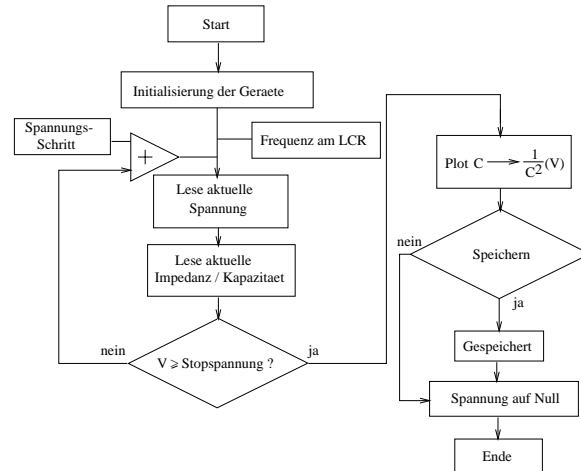 Start
Initialisierung der Geraete
Spannungs-
Schritt
+
Frequenz am LCR
Lese aktuelle
Spannung
Lese aktuelle
Impedanz / Kapazitaet
nein
V ⩾ Stopspannung ?
ja
Plot C ⟶ 1/C²(V)
nein
Speichern
ja
Gespeichert
Spannung auf Null
Ende